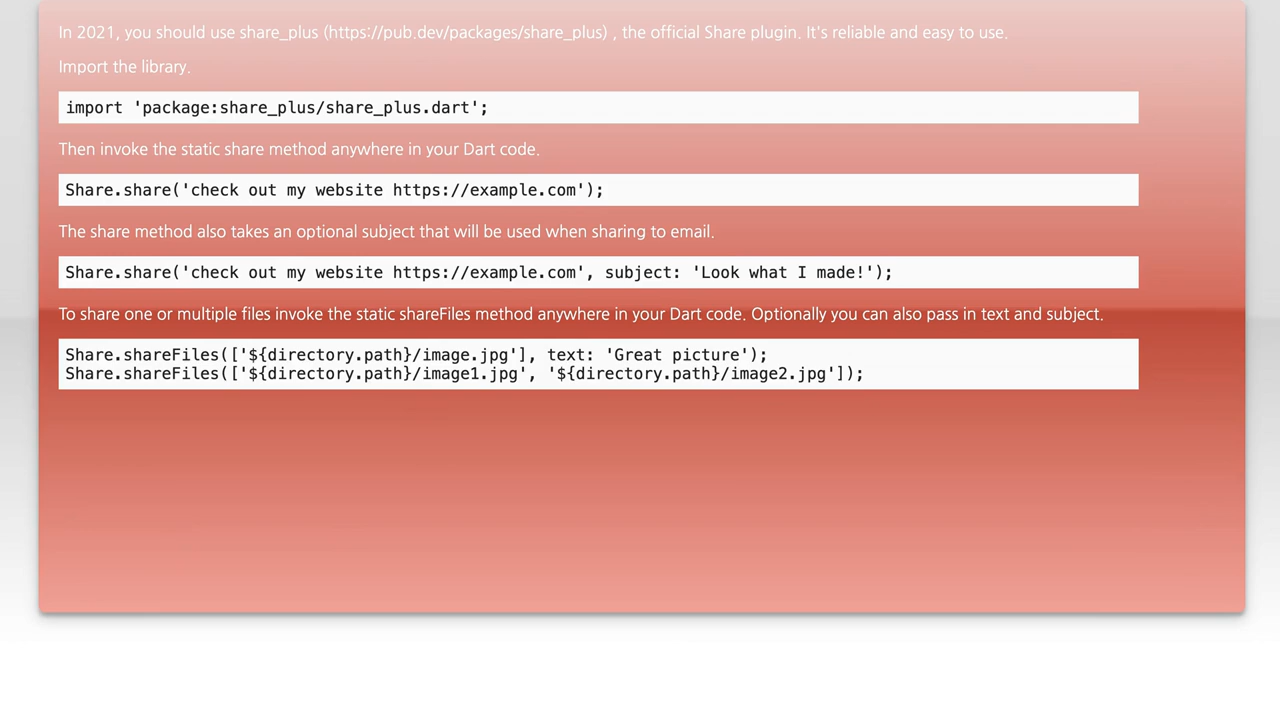 In 2021, you should use share_plus (https://pub.dev/packages/share_plus) , the official Share plugin. It's reliable and easy to use.
Import the library.
import 'package:share_plus/share_plus.dart';
Then invoke the static share method anywhere in your Dart code.
Share.share('check out my website https://example.com');
The share method also takes an optional subject that will be used when sharing to email.
Share.share('check out my website https://example.com', subject: 'Look what I made!');
To share one or multiple files invoke the static shareFiles method anywhere in your Dart code. Optionally you can also pass in text and subject.
Share.shareFiles(['${directory.path}/image.jpg'], text: 'Great picture');
Share.shareFiles(['${directory.path}/image1.jpg', '${directory.path}/image2.jpg']);